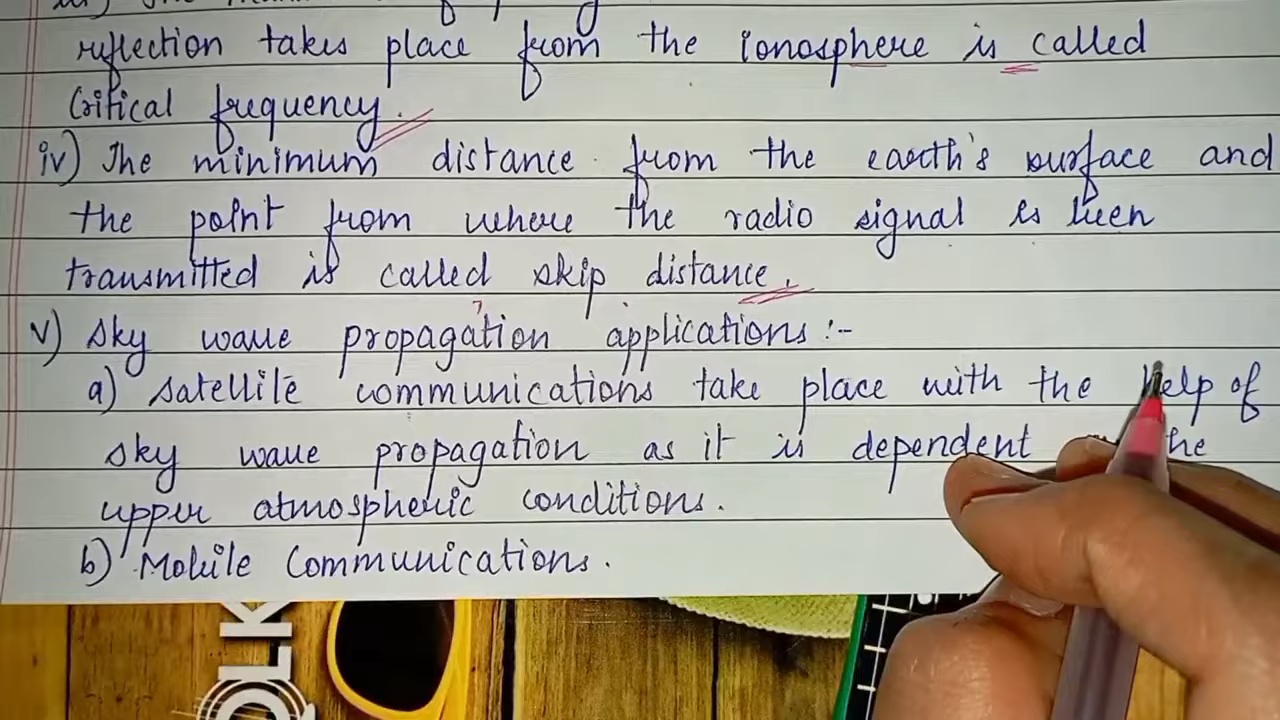 reflection takes place from the ionosphere is called
Critical frequency.
iv) The minimum distance from the earth's surface and
the point from where the radio signal is been
transmitted is called skip distance.
v) Sky wave propagation applications :-
a) Satellite communications take place with the help of
sky wave propagation as it is dependent the
upper atmospheric conditions.
b) Mobile Communications.